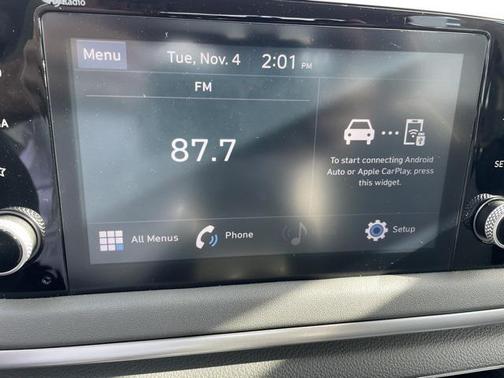 Radio
Menu
Tue, Nov. 4
2:01 PM
FM
87.7
To start connecting Android
Auto or Apple CarPlay, press
this widget.
All Menus
Phone
Setup